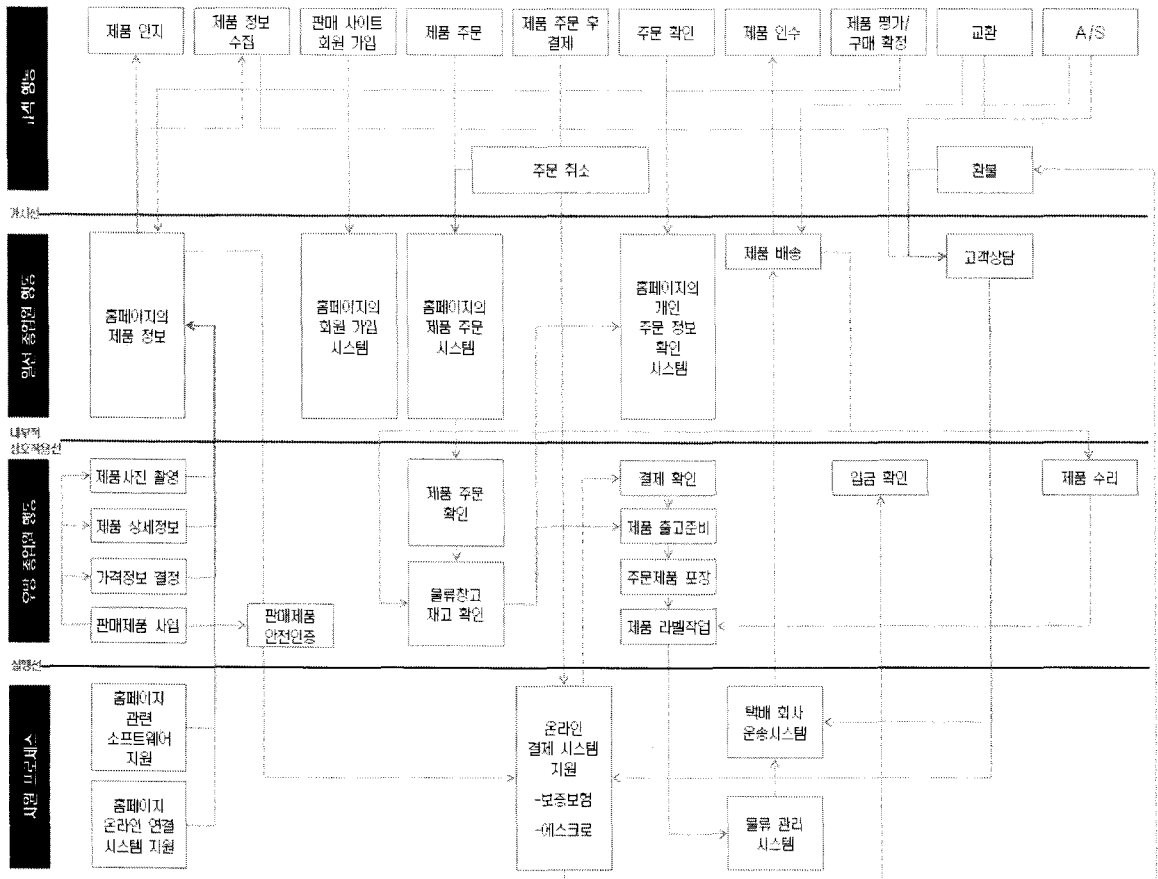 제품 인지
제품 정보
수집
판매 사이트
회원 가입
제품 주문
제품 주문 후
결제
주문 확인
제품 인수
제품 평가/
구매 확정
교환
A/S
고객 행동
주문 취소
환불
가시선
일선 종업원 행동
홈페이지의
제품 정보
홈페이지의
회원 가입
시스템
홈페이지의
제품 주문
시스템
홈페이지의
개인
주문 정보
확인
시스템
제품 배송
고객상담
내부적
상호작용선
후방 종업원 행동
제품사진 촬영
제품 상세정보
가격정보 결정
판매제품 사입
판매제품
안전인증
제품 주문
확인
물류창고
재고 확인
결제 확인
제품 출고준비
주문제품 포장
제품 라벨작업
입금 확인
제품 수리
실행선
지원 프로세스
홈페이지
관련
소프트웨어
지원
홈페이지
온라인 연결
시스템 지원
온라인
결제 시스템
지원
-보증보험
-에스크로
택배 회사
운송시스템
물류 관리
시스템